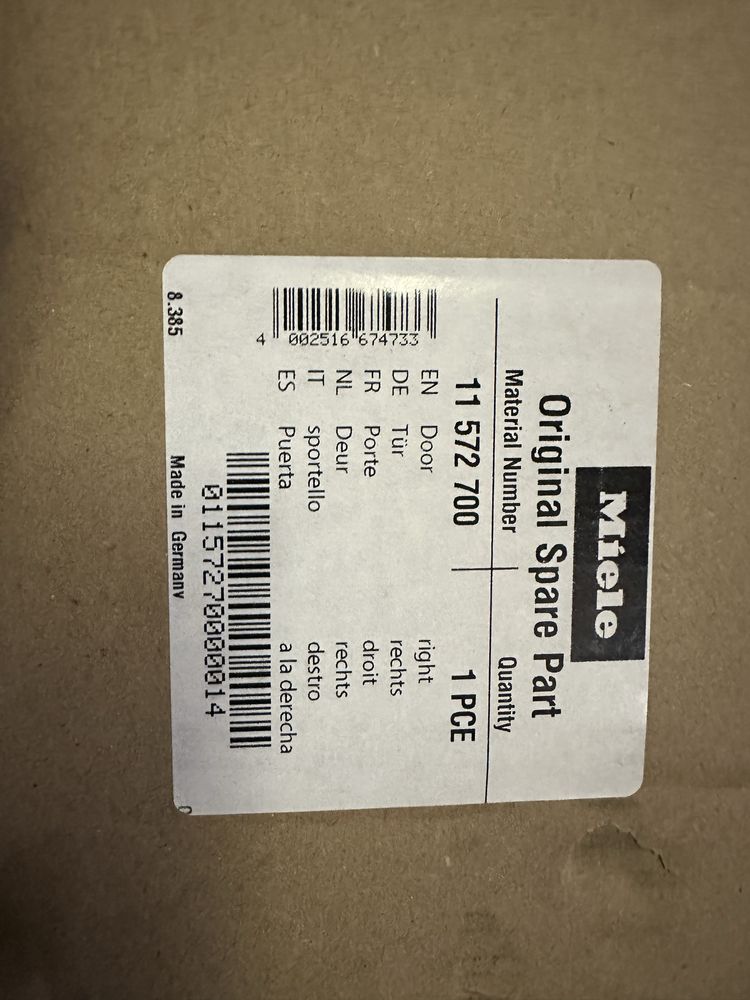 Miele
Original Spare Part
Material Number Quantity
11 572 700 1 PCE
EN Door right
DE Tür rechts
FR Porte droit
NL Deur rechts
IT sportello destro
ES Puerta a la derecha
4 002516 674733
01157270000014
8.385 Made in Germany